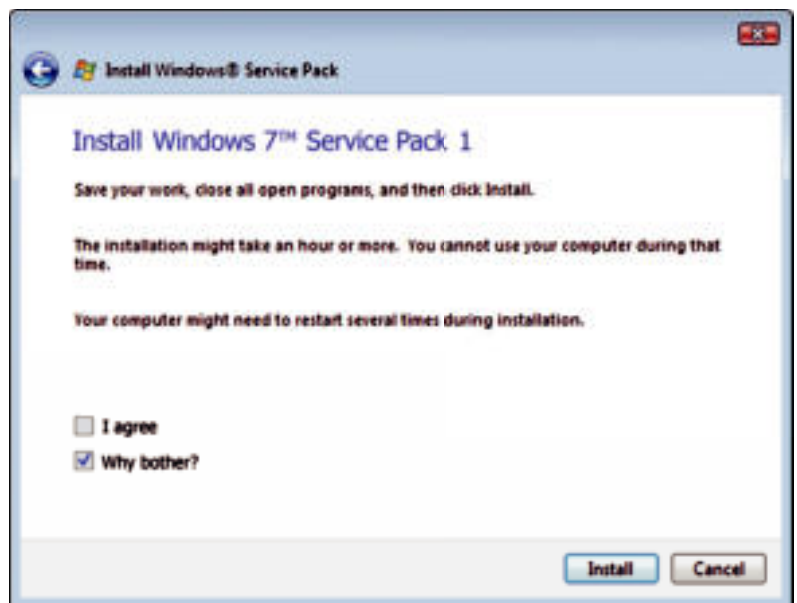 Install Windows® Service Pack
Install Windows 7™ Service Pack 1
Save your work, close all open programs, and then click Install.
The installation might take an hour or more. You cannot use your computer during that
time.
Your computer might need to restart several times during installation.
I agree
Why bother?
Install Cancel